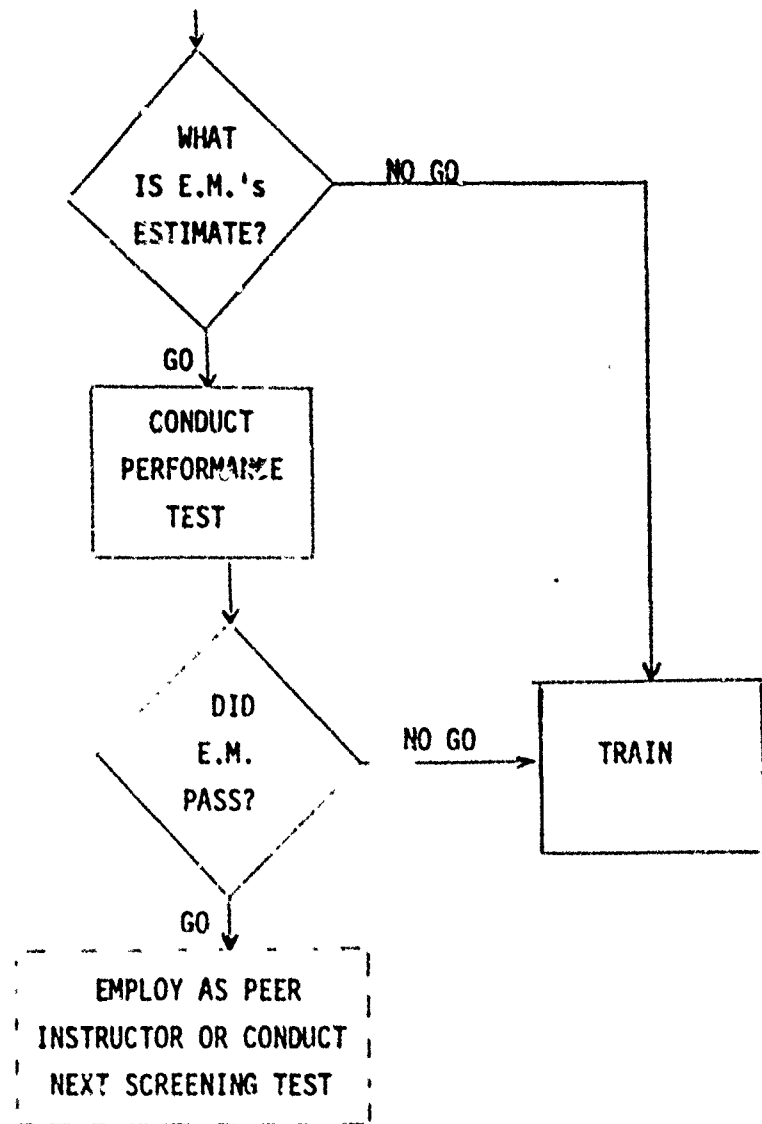 WHAT
IS E.M.'s
ESTIMATE?
NO GO
GO
CONDUCT
PERFORMANCE
TEST
DID
E.M.
PASS?
NO GO
TRAIN
GO
EMPLOY AS PEER
INSTRUCTOR OR CONDUCT
NEXT SCREENING TEST